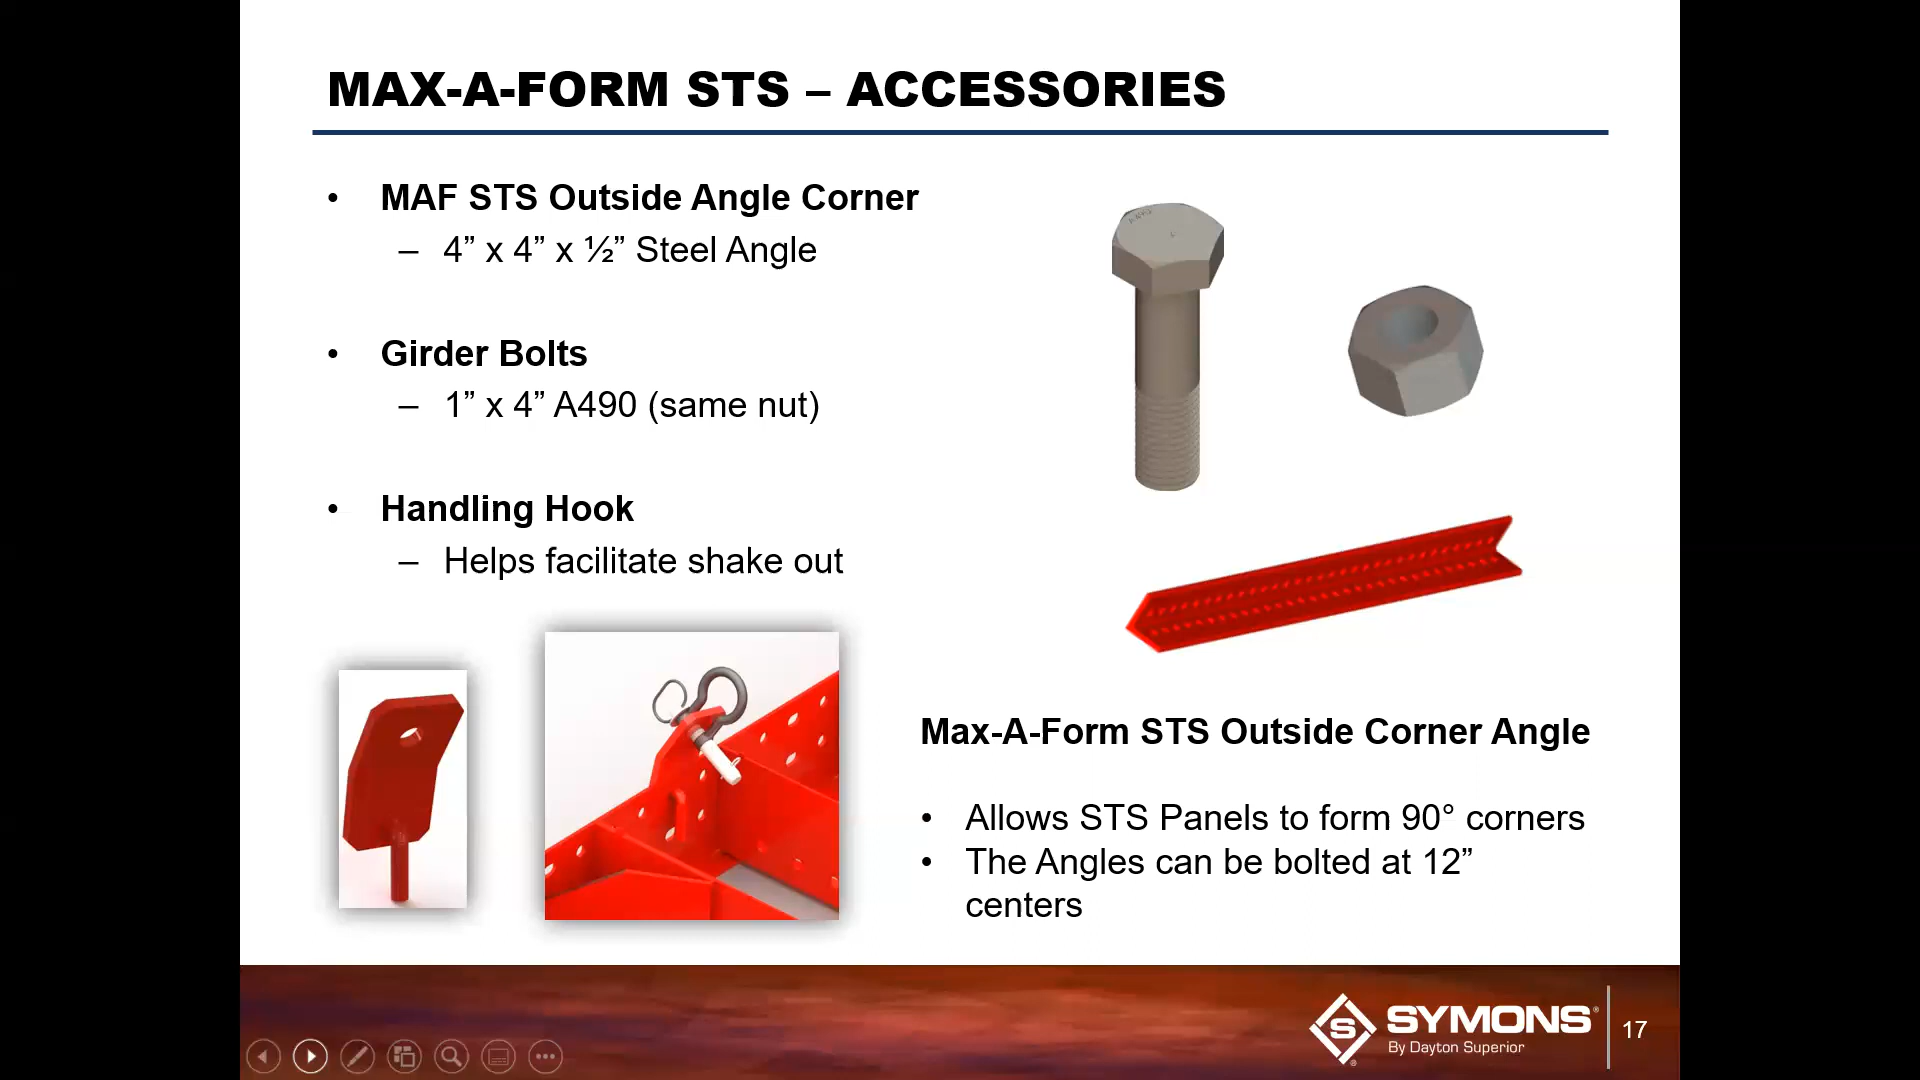 MAX-A-FORM STS – ACCESSORIES
• MAF STS Outside Angle Corner
– 4” x 4” x ½” Steel Angle
• Girder Bolts
– 1” x 4” A490 (same nut)
• Handling Hook
– Helps facilitate shake out
Max-A-Form STS Outside Corner Angle
• Allows STS Panels to form 90° corners
• The Angles can be bolted at 12”
centers
S SYMONS®
By Dayton Superior
17